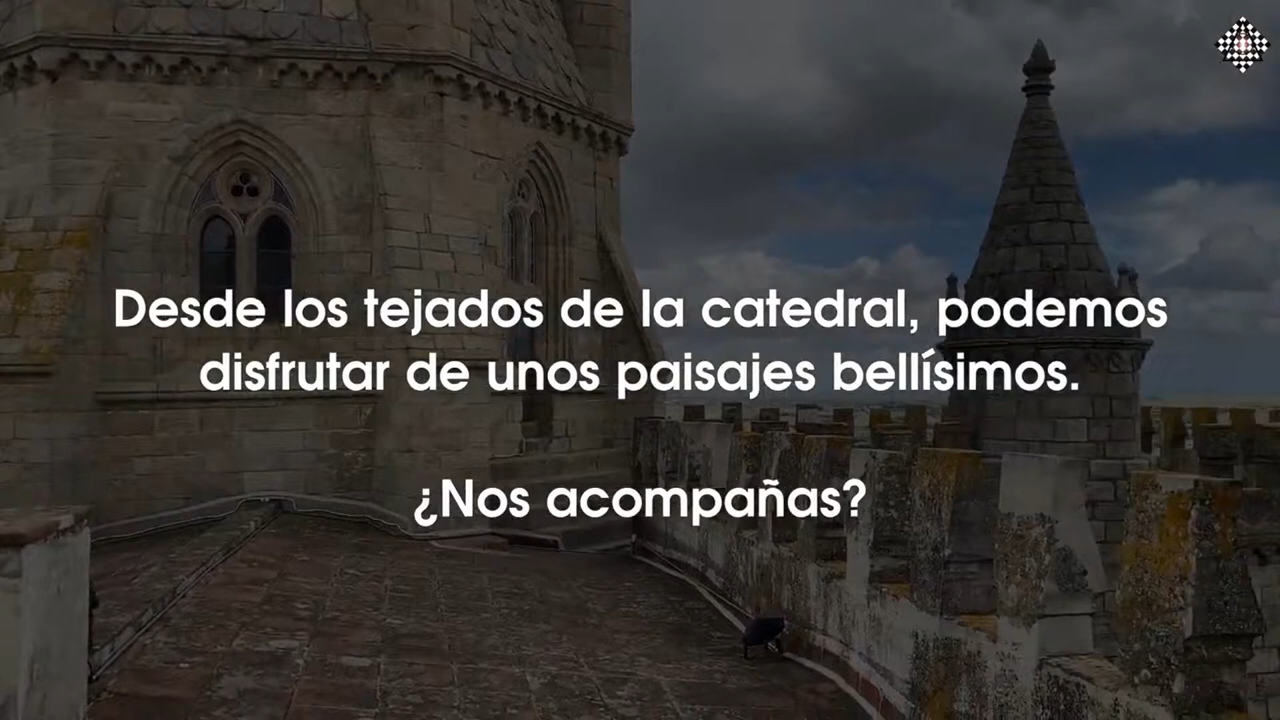 Desde los tejados de la catedral, podemos
disfrutar de unos paisajes bellísimos.
¿Nos acompañas?